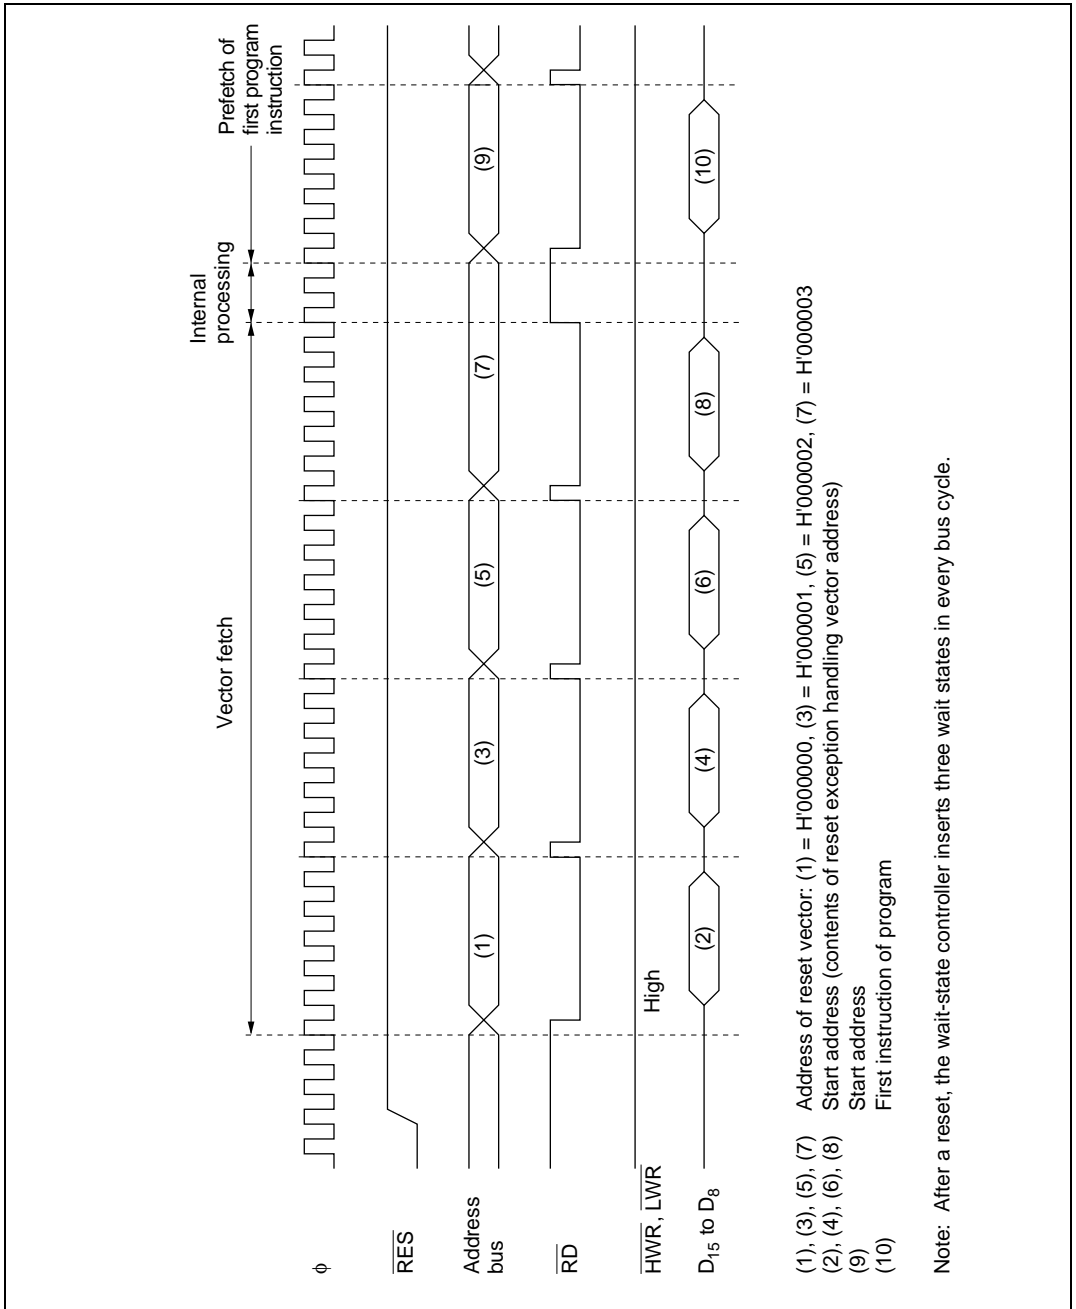 Vector fetch
Internal
processing
Prefetch of
first program
instruction
φ
RES
Address
bus
(1)
(3)
(5)
(7)
(9)
RD
HWR, LWR
High
D15 to D8
(2)
(4)
(6)
(8)
(10)
(1), (3), (5), (7) Address of reset vector: (1) = H'000000, (3) = H'000001, (5) = H'000002, (7) = H'000003
(2), (4), (6), (8) Start address (contents of reset exception handling vector address)
(9) Start address
(10) First instruction of program
Note: After a reset, the wait-state controller inserts three wait states in every bus cycle.